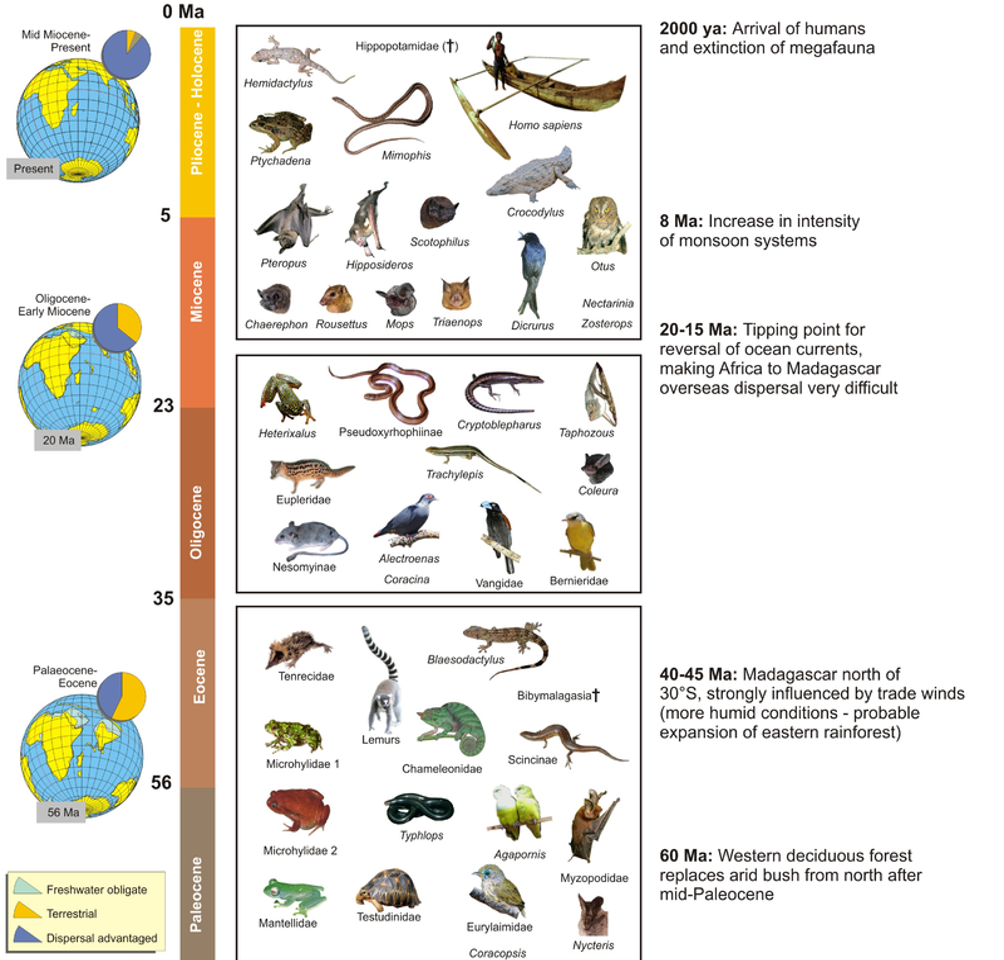 0 Ma
Mid Miocene-
Present
Present
Pliocene - Holocene
5
Miocene
Oligocene-
Early Miocene
20 Ma
23
Oligocene
35
Eocene
Palaeocene-
Eocene
56 Ma
56
Paleocene
Freshwater obligate
Terrestrial
Dispersal advantaged
Hippopotamidae (†)
Hemidactylus
Homo sapiens
Ptychadena
Mimophis
Crocodylus
Scotophilus
Pteropus
Hipposideros
Otus
Nectarinia
Chaerephon
Rousettus
Mops
Triaenops
Dicrurus
Zosterops
Heterixalus
Pseudoxyrhophiinae
Cryptoblepharus
Taphozous
Trachylepis
Eupleridae
Coleura
Nesomyinae
Alectroenas
Coracina
Vangidae
Bernieridae
Tenrecidae
Blaesodactylus
Bibymalagasia†
Lemurs
Microhylidae 1
Chameleonidae
Scincinae
Microhylidae 2
Typhlops
Agapornis
Myzopodidae
Mantellidae
Testudinidae
Eurylaimidae
Nycteris
Coracopsis
2000 ya: Arrival of humans
and extinction of megafauna
8 Ma: Increase in intensity
of monsoon systems
20-15 Ma: Tipping point for
reversal of ocean currents,
making Africa to Madagascar
overseas dispersal very difficult
40-45 Ma: Madagascar north of
30°S, strongly influenced by trade winds
(more humid conditions - probable
expansion of eastern rainforest)
60 Ma: Western deciduous forest
replaces arid bush from north after
mid-Paleocene